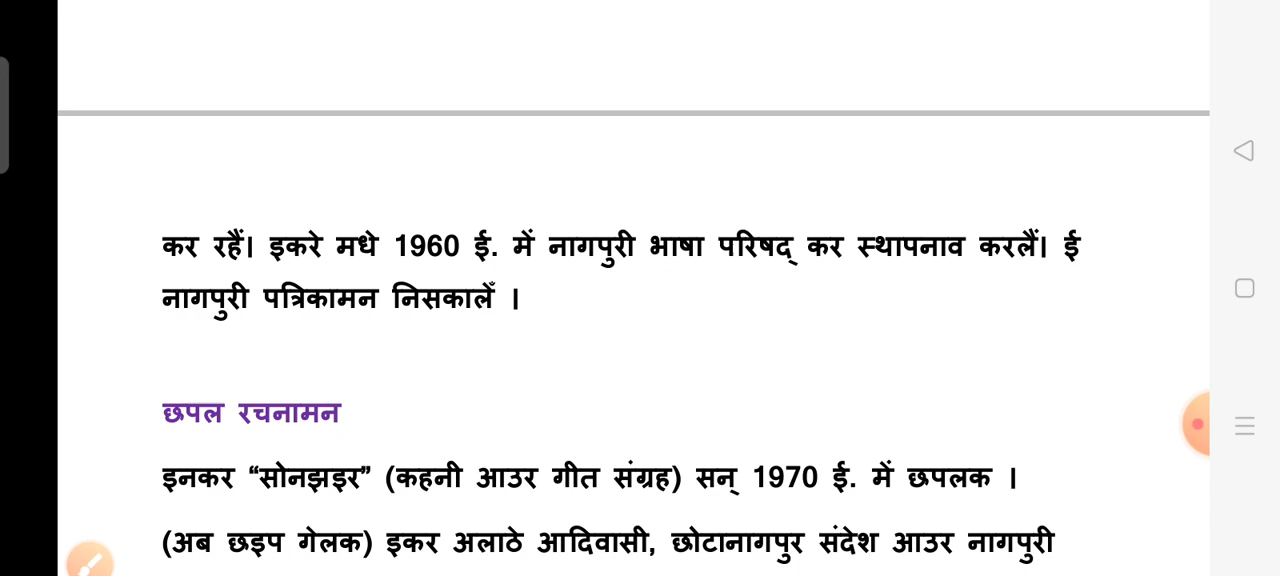 कर रहैं। इकरे मधे 1960 ई. में नागपुरी भाषा परिषद् कर स्थापनाव करलैं। ई
नागपुरी पत्रिकामन निसकालेँ ।
छपल रचनामन
इनकर “सोनझइर” (कहनी आउर गीत संग्रह) सन् 1970 ई. में छपलक ।
(अब छइप गेलक) इकर अलाठे आदिवासी, छोटानागपुर संदेश आउर नागपुरी